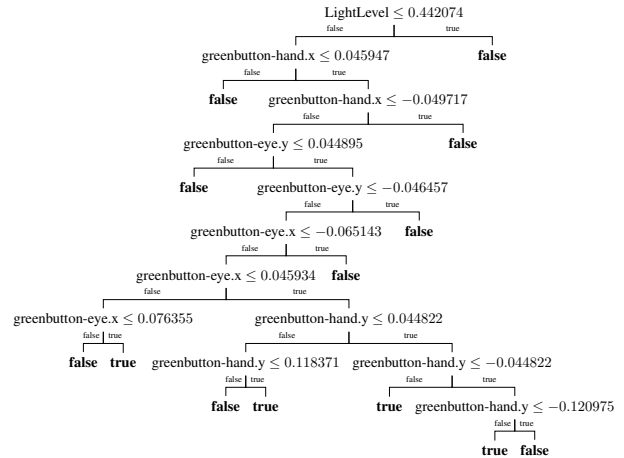 LightLevel ≤ 0.442074
false true
greenbutton-hand.x ≤ 0.045947 false
false true
false greenbutton-hand.x ≤ −0.049717
false true
greenbutton-eye.y ≤ 0.044895 false
false true
false greenbutton-eye.y ≤ −0.046457
false true
greenbutton-eye.x ≤ −0.065143 false
false true
greenbutton-eye.x ≤ 0.045934 false
false true
greenbutton-eye.x ≤ 0.076355 greenbutton-hand.y ≤ 0.044822
false true false true
false true greenbutton-hand.y ≤ 0.118371 greenbutton-hand.y ≤ −0.044822
false true false true
false true true greenbutton-hand.y ≤ −0.120975
false true
true false